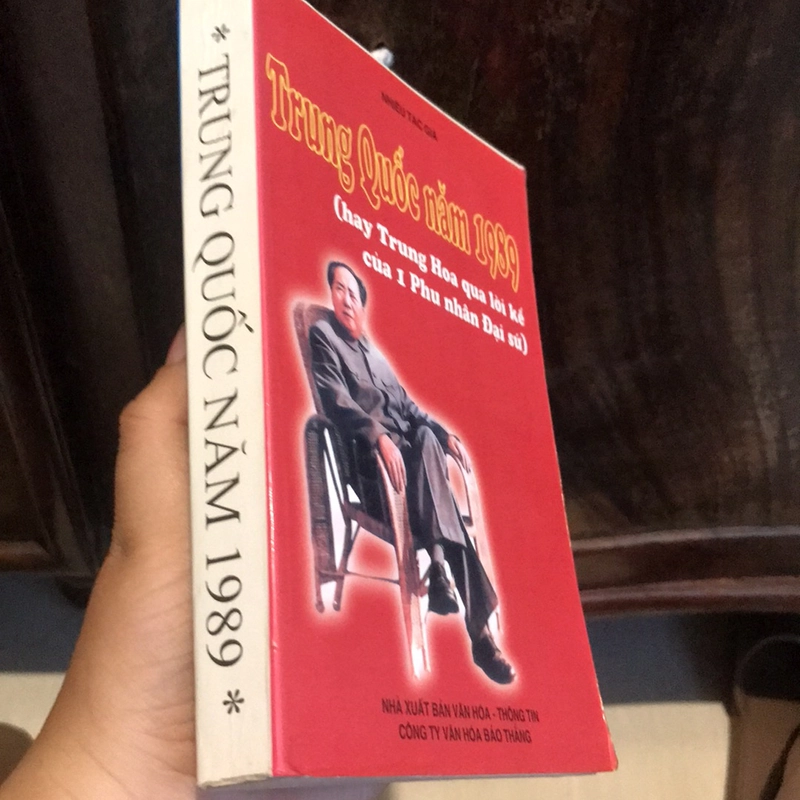 * TRUNG QUỐC NĂM 1989 *
NHIỀU TÁC GIẢ
Trung Quốc năm 1989
(hay Trung Hoa qua lời kể
của 1 Phu nhân Đại sứ)
NHÀ XUẤT BẢN VĂN HÓA - THÔNG TIN
CÔNG TY VĂN HÓA BẢO THẮNG